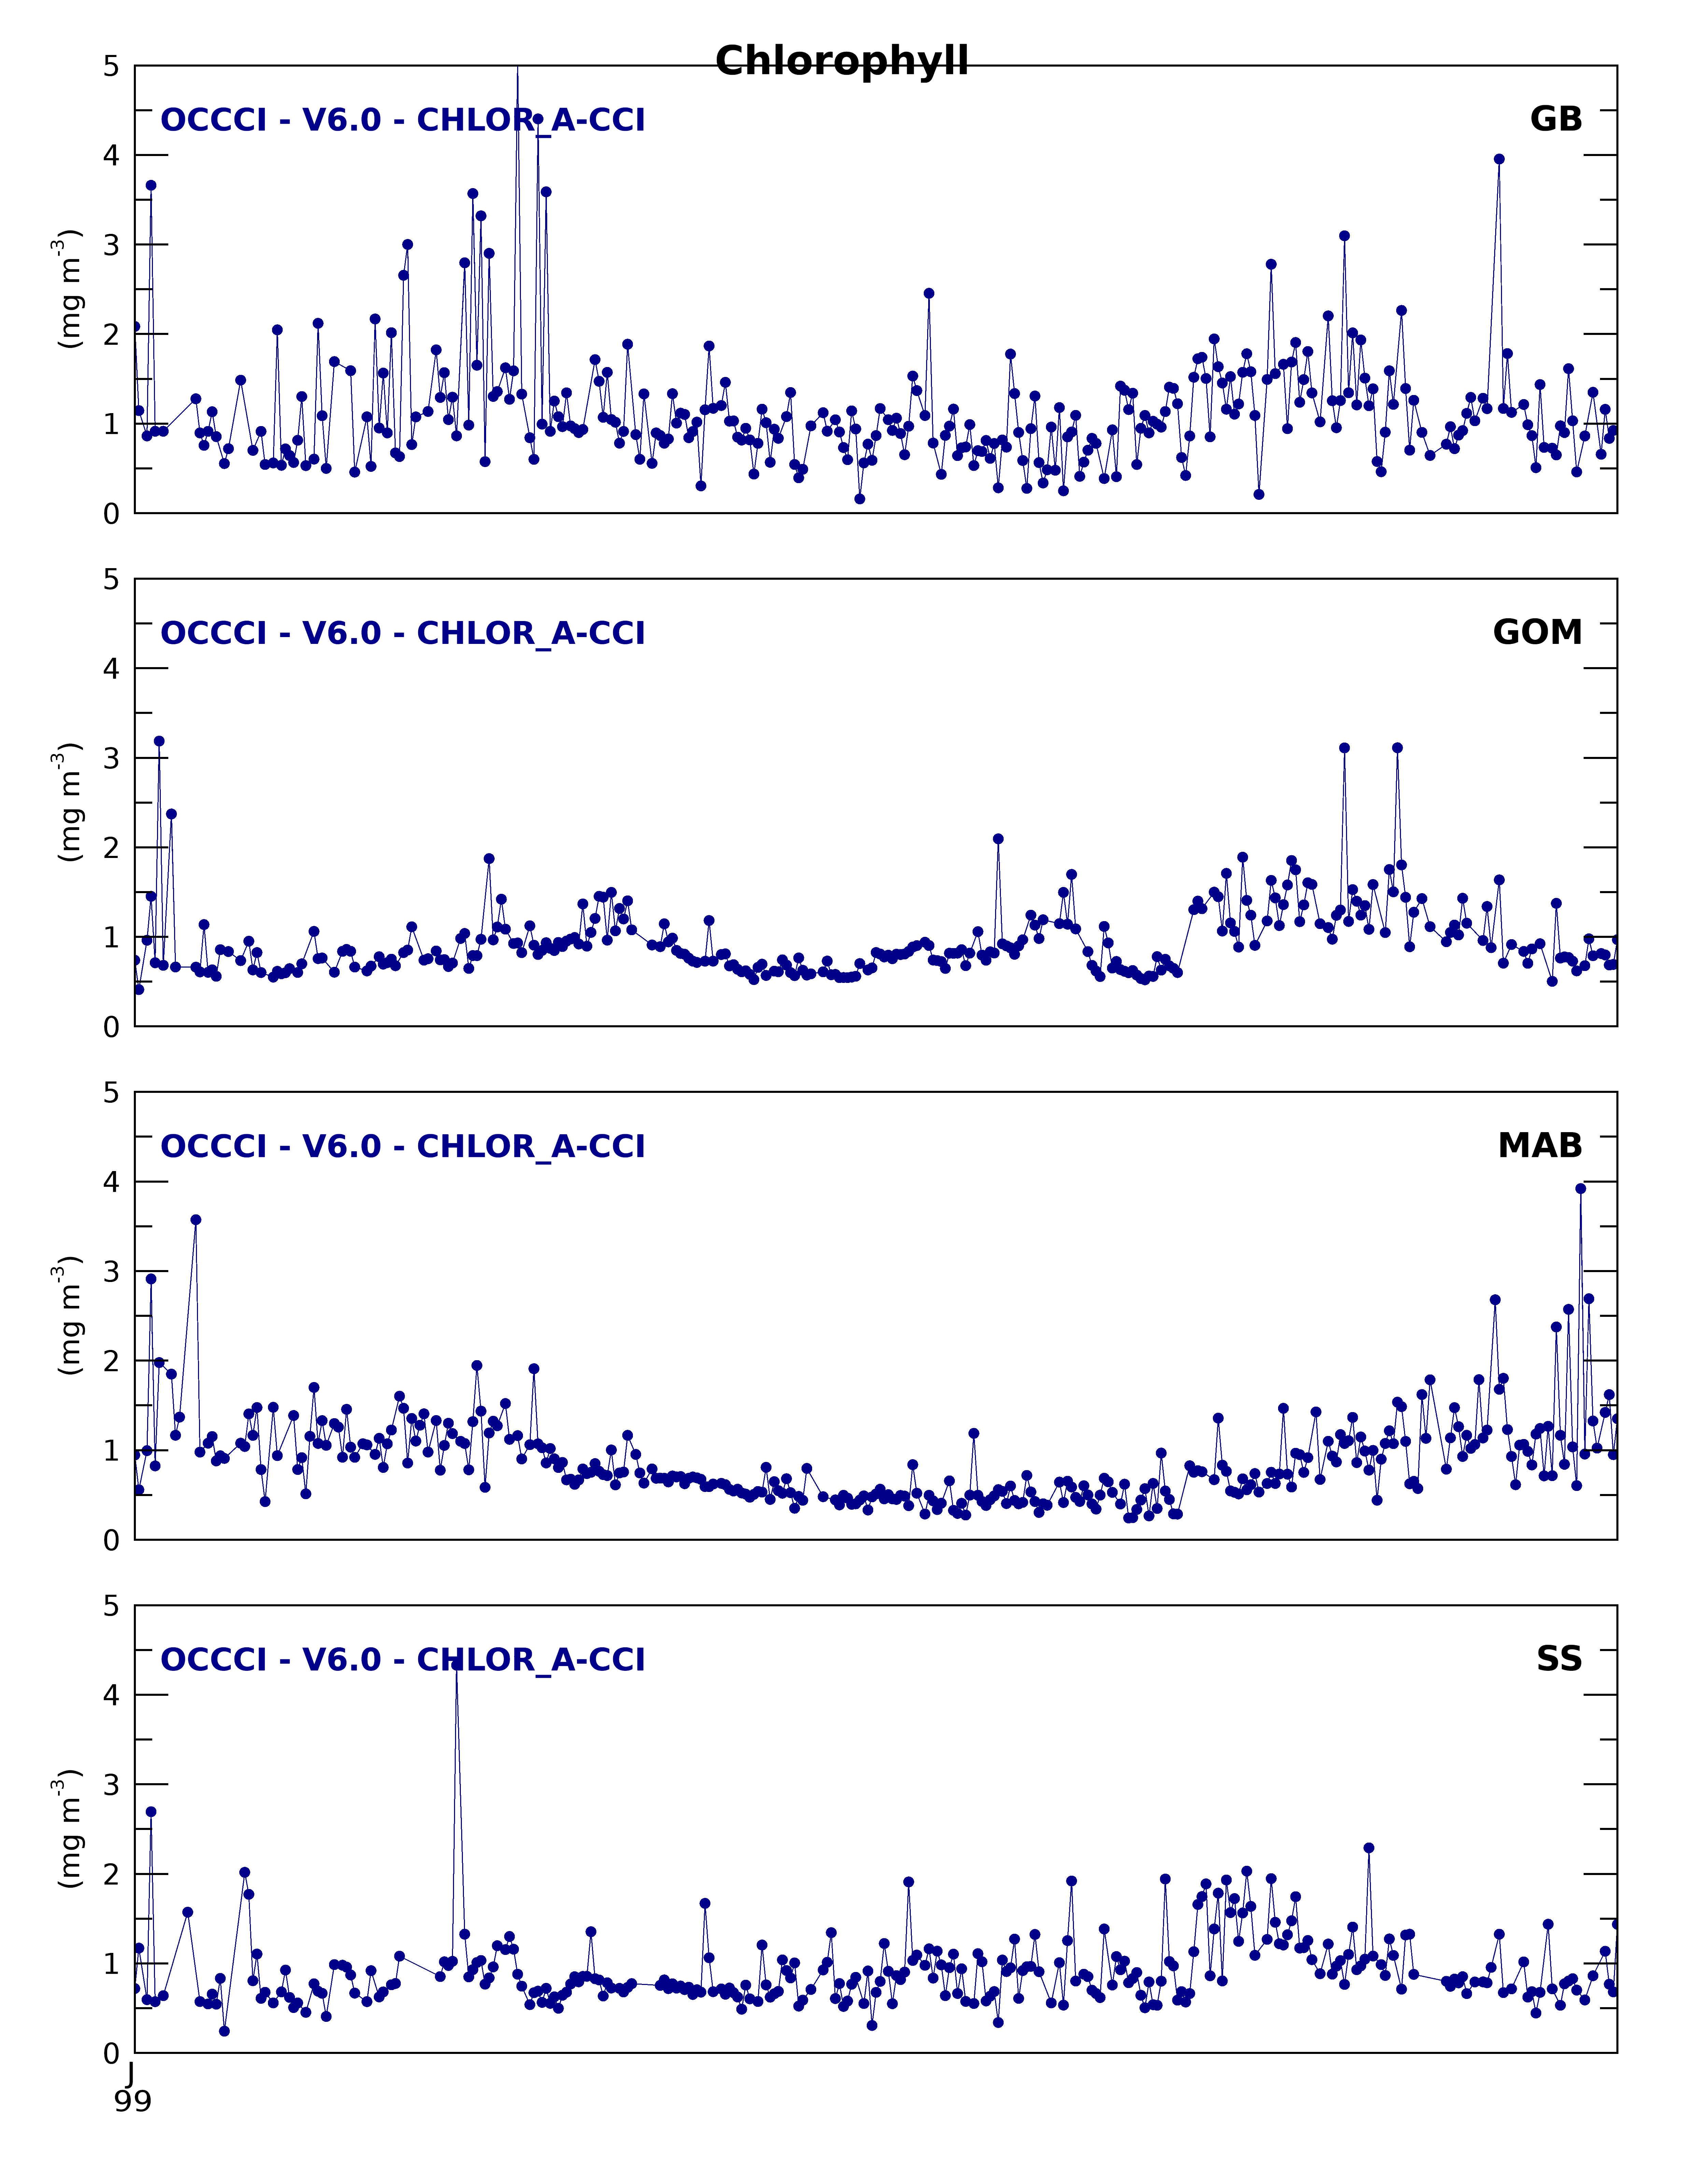 Chlorophyll
5
OCCCI - V6.0 - CHLOR_A-CCI
GB
4
3
(mg m⁻³)
2
1
0
5
OCCCI - V6.0 - CHLOR_A-CCI
GOM
4
3
(mg m⁻³)
2
1
0
5
OCCCI - V6.0 - CHLOR_A-CCI
MAB
4
3
(mg m⁻³)
2
1
0
5
OCCCI - V6.0 - CHLOR_A-CCI
SS
4
3
(mg m⁻³)
2
1
0
J
99